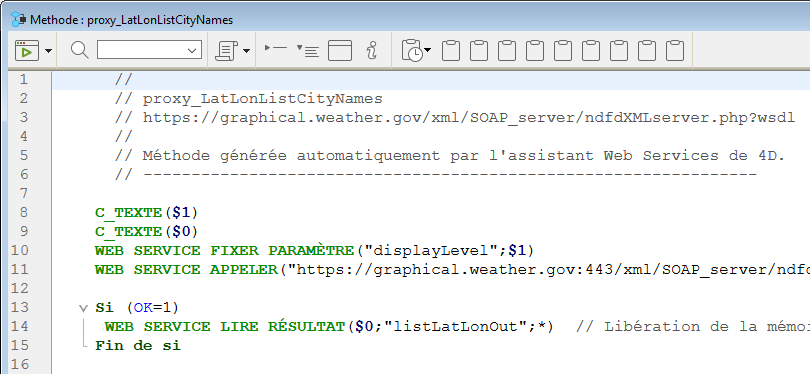 Methode : proxy_LatLonListCityNames
1 //
2 // proxy_LatLonListCityNames
3 // https://graphical.weather.gov/xml/SOAP_server/ndfdXMLserver.php?wsdl
4 //
5 // Méthode générée automatiquement par l'assistant Web Services de 4D.
6 // ----------------------------------------------------------------
7
8 C_TEXTE($1)
9 C_TEXTE($0)
10 WEB SERVICE FIXER PARAMÈTRE("displayLevel";$1)
11 WEB SERVICE APPELER("https://graphical.weather.gov:443/xml/SOAP_server/ndfd
12
13 Si (OK=1)
14 WEB SERVICE LIRE RÉSULTAT($0;"listLatLonOut";*) // Libération de la mémoi
15 Fin de si
16